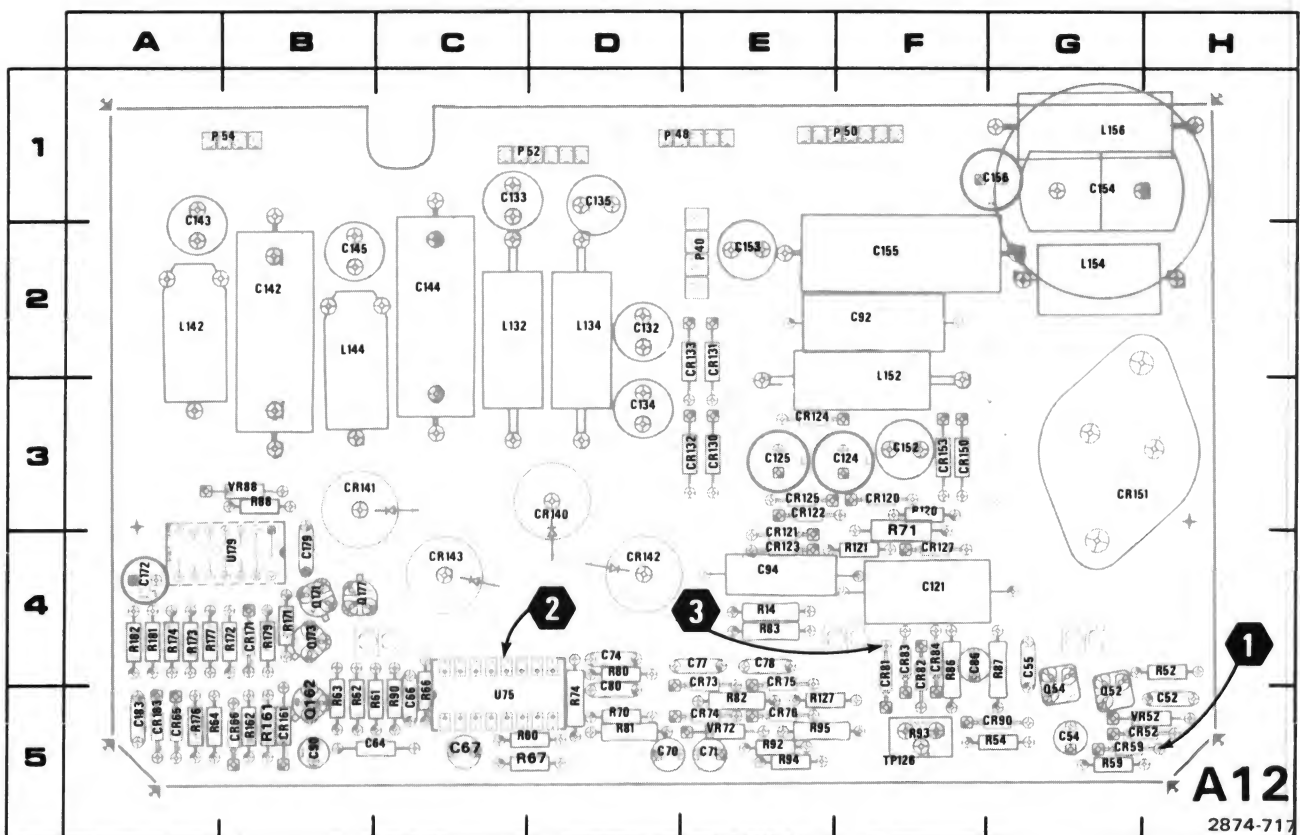 A B C D E F G H
1
P54 P52 P48 P50 L156
C143 C133 C135 C156 C154
2
C142 C145 C144 P40 C153 C155 L154
L142 L144 L132 L134 C132 C92
CR133 CR131 L152
3
C134 CR124
CR132 CR130 C125 C124 C152 CR153 CR150
VR88 R88 CR141 CR140 CR125 CR120 CR151
CR122 R120
4
U179 C179 CR143 CR142 CR121 R71
CR123 R121 CR127
C172 C94 C121
Q171 Q177 2 3 R14
R182 R181 R174 R173 R177 R172 CR171 R179 R171 Q173 R83 1
C74 C77 C78 CR81 CR83 CR82 CR84 R86 C86 R87 C55 R52
R80
5
C183 CR183 CR65 R176 R64 CR66 R162 R161 CR161 Q162 R63 R62 R61 R90 C66 R66 U75 R74 C80 CR73 CR75 Q54 Q52
R82 R127 C52
R70 CR74 CR76 CR90 VR52
R81 VR72 R95 R93 CR52
C90 C64 C67 R60 C70 C71 R92 R54 C54 CR59
R67 R94 TP126 R59
A12
2874-717